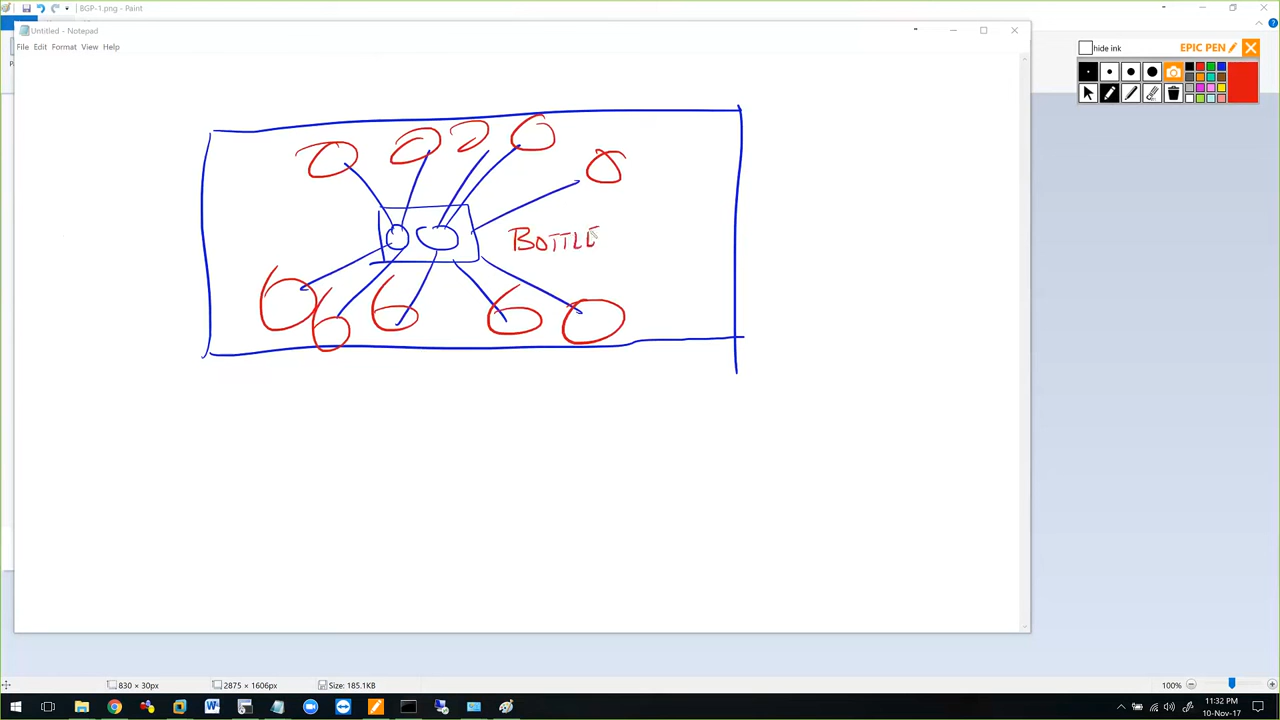 BGP-1.png - Paint
Untitled - Notepad
File Edit Format View Help
hide ink
EPIC PEN
BOTTLE
830 × 30px
2875 × 1606px
Size: 185.1KB
100%
11:32 PM
10-Nov-17